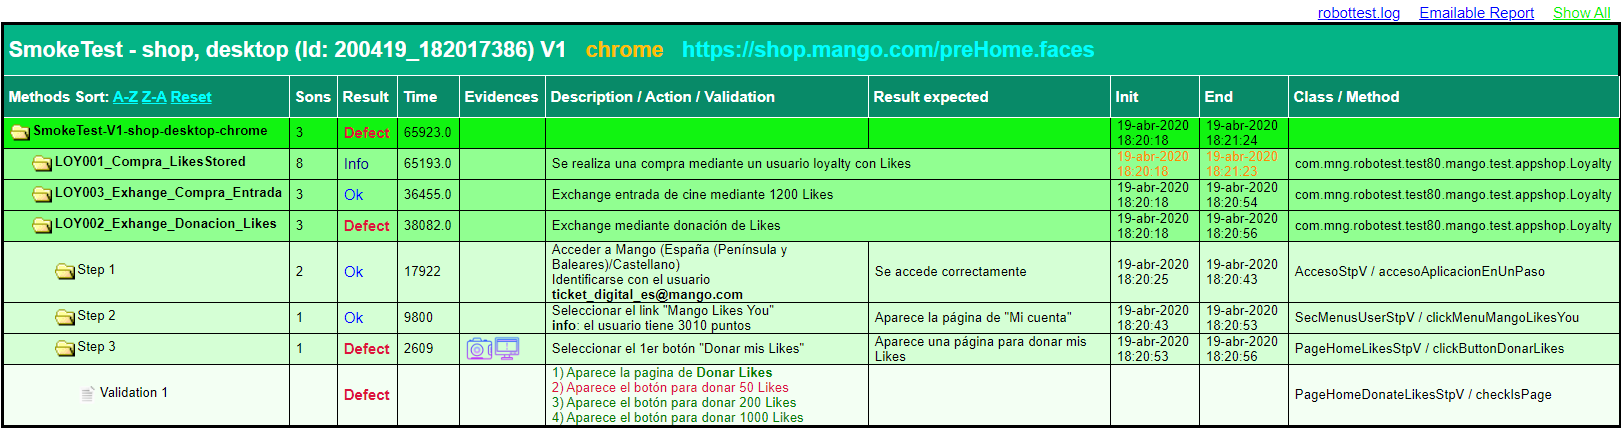 robottest.log Emailable Report Show All
SmokeTest - shop, desktop (Id: 200419_182017386) V1 chrome https://shop.mango.com/preHome.faces
Methods Sort: A-Z Z-A Reset Sons Result Time Evidences Description / Action / Validation Result expected Init End Class / Method
SmokeTest-V1-shop-desktop-chrome 3 Defect 65923.0 19-abr-2020 18:20:18 19-abr-2020 18:21:24
LOY001_Compra_LikesStored 8 Info 65193.0 Se realiza una compra mediante un usuario loyalty con Likes 19-abr-2020 18:20:18 19-abr-2020 18:21:23 com.mng.robotest.test80.mango.test.appshop.Loyalty
LOY003_Exhange_Compra_Entrada 3 Ok 36455.0 Exchange entrada de cine mediante 1200 Likes 19-abr-2020 18:20:18 19-abr-2020 18:20:54 com.mng.robotest.test80.mango.test.appshop.Loyalty
LOY002_Exhange_Donacion_Likes 3 Defect 38082.0 Exchange mediante donación de Likes 19-abr-2020 18:20:18 19-abr-2020 18:20:56 com.mng.robotest.test80.mango.test.appshop.Loyalty
Step 1 2 Ok 17922
Acceder a Mango (España (Península y
Baleares)/Castellano)
Identificarse con el usuario
ticket_digital_es@mango.com
Se accede correctamente 19-abr-2020 18:20:25 19-abr-2020 18:20:43 AccesoStpV / accesoAplicacionEnUnPaso
Step 2 1 Ok 9800
Seleccionar el link "Mango Likes You"
info: el usuario tiene 3010 puntos
Aparece la página de "Mi cuenta" 19-abr-2020 18:20:43 19-abr-2020 18:20:53 SecMenusUserStpV / clickMenuMangoLikesYou
Step 3 1 Defect 2609 Seleccionar el 1er botón "Donar mis Likes"
Aparece una página para donar mis
Likes
19-abr-2020 18:20:53 19-abr-2020 18:20:56 PageHomeLikesStpV / clickButtonDonarLikes
Validation 1 Defect
1) Aparece la pagina de Donar Likes
2) Aparece el botón para donar 50 Likes
3) Aparece el botón para donar 200 Likes
4) Aparece el botón para donar 1000 Likes
PageHomeDonateLikesStpV / checkIsPage